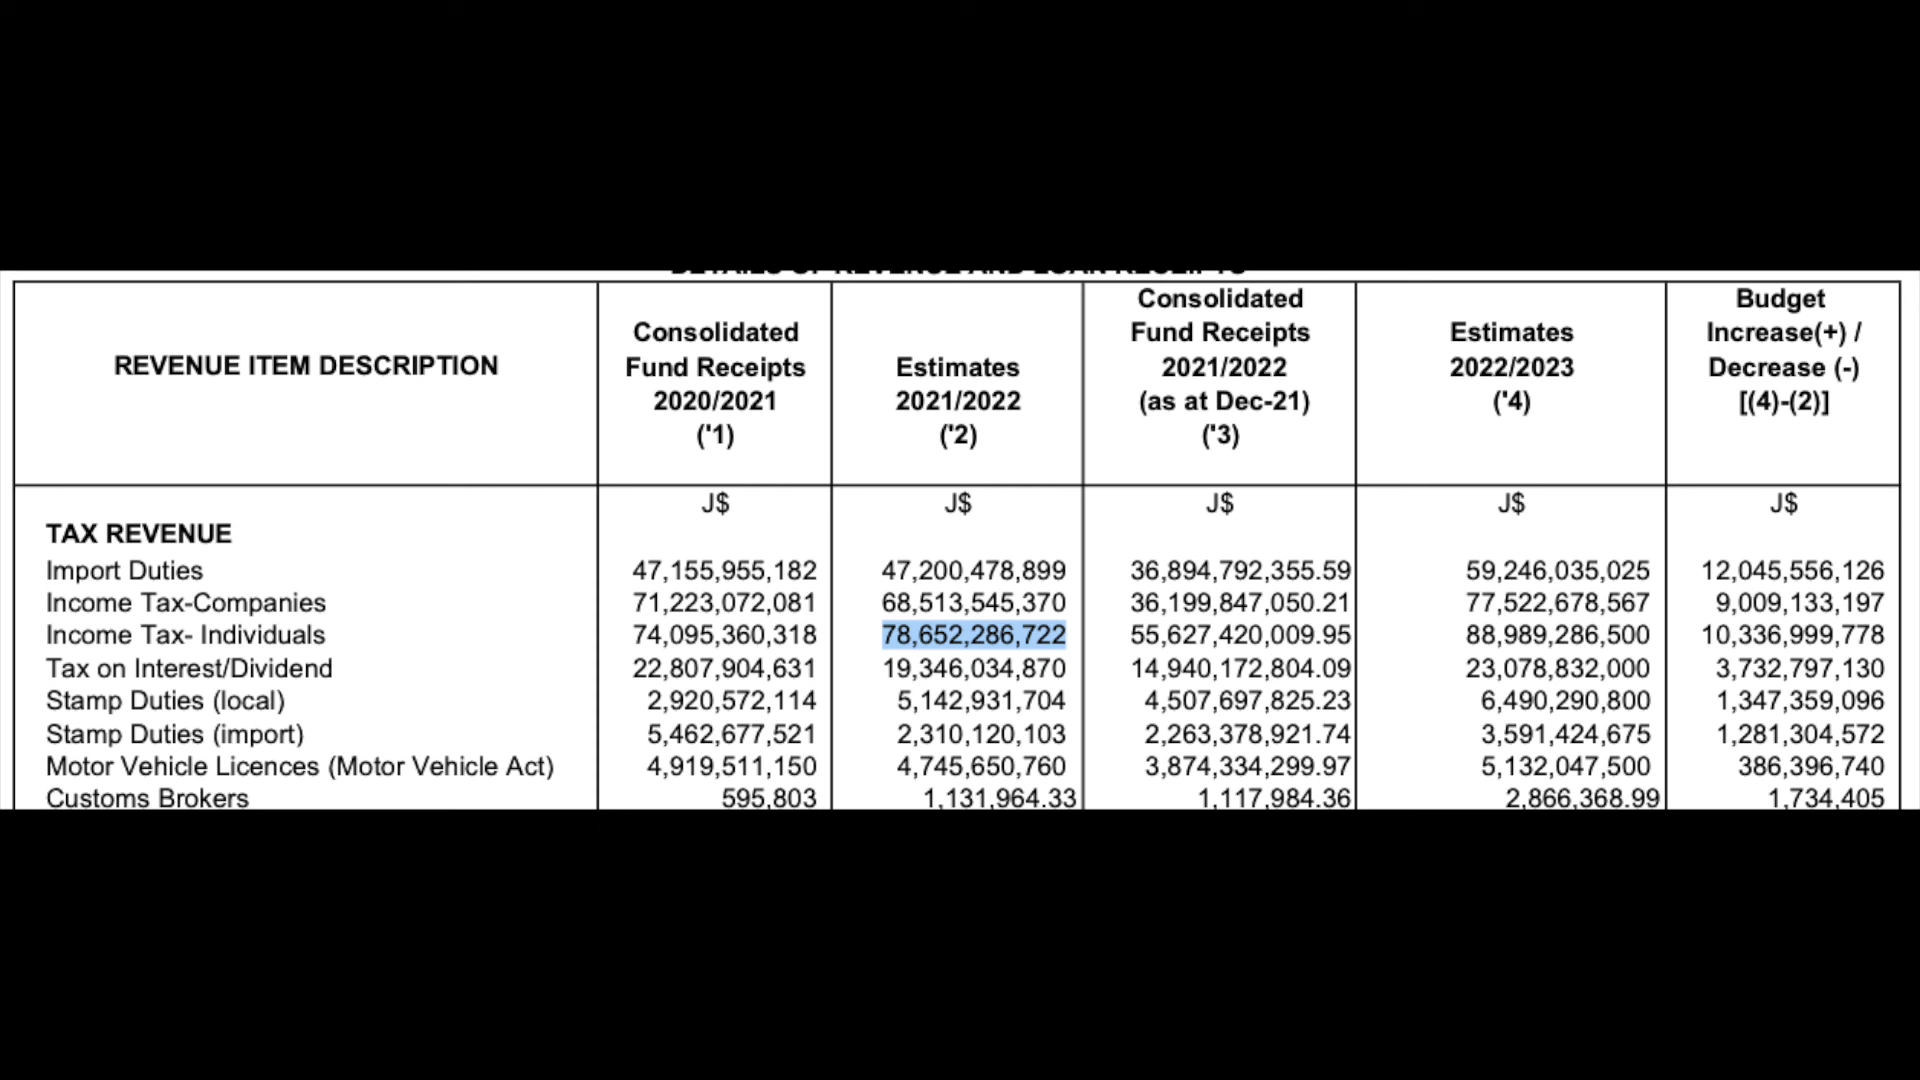 DETAILS OF REVENUE AND LOAN RECEIPTS
REVENUE ITEM DESCRIPTION
Consolidated
Fund Receipts
2020/2021
('1)
Estimates
2021/2022
('2)
Consolidated
Fund Receipts
2021/2022
(as at Dec-21)
('3)
Estimates
2022/2023
('4)
Budget
Increase(+) /
Decrease (-)
[(4)-(2)]
J$ J$ J$ J$ J$
TAX REVENUE
Import Duties 47,155,955,182 47,200,478,899 36,894,792,355.59 59,246,035,025 12,045,556,126
Income Tax-Companies 71,223,072,081 68,513,545,370 36,199,847,050.21 77,522,678,567 9,009,133,197
Income Tax- Individuals 74,095,360,318 78,652,286,722 55,627,420,009.95 88,989,286,500 10,336,999,778
Tax on Interest/Dividend 22,807,904,631 19,346,034,870 14,940,172,804.09 23,078,832,000 3,732,797,130
Stamp Duties (local) 2,920,572,114 5,142,931,704 4,507,697,825.23 6,490,290,800 1,347,359,096
Stamp Duties (import) 5,462,677,521 2,310,120,103 2,263,378,921.74 3,591,424,675 1,281,304,572
Motor Vehicle Licences (Motor Vehicle Act) 4,919,511,150 4,745,650,760 3,874,334,299.97 5,132,047,500 386,396,740
Customs Brokers 595,803 1,131,964.33 1,117,984.36 2,866,368.99 1,734,405